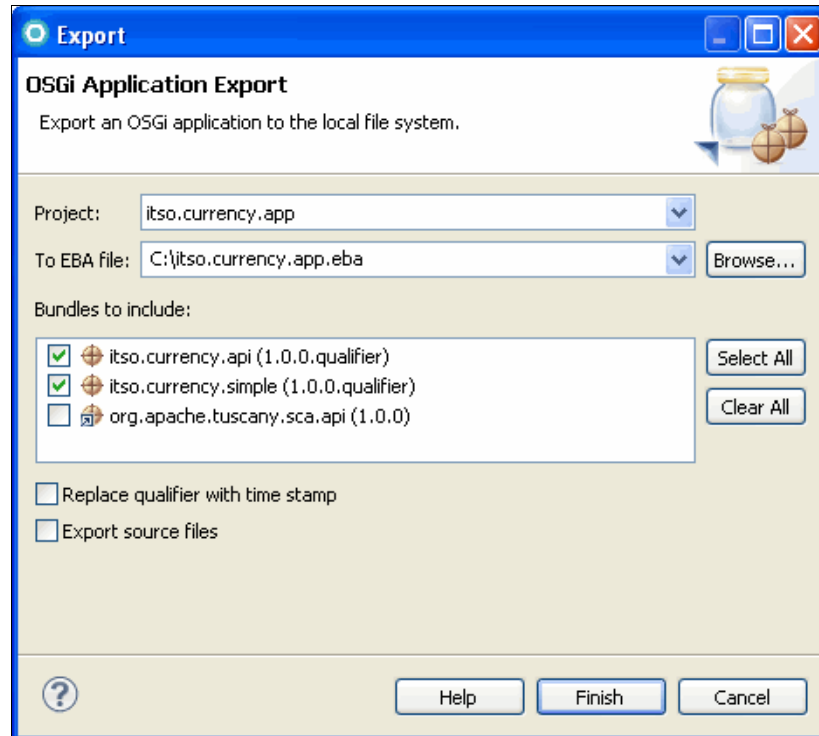 Export
OSGi Application Export
Export an OSGi application to the local file system.
Project: itso.currency.app
To EBA file: C:\itso.currency.app.eba Browse...
Bundles to include:
itso.currency.api (1.0.0.qualifier) Select All
itso.currency.simple (1.0.0.qualifier)
org.apache.tuscany.sca.api (1.0.0) Clear All
Replace qualifier with time stamp
Export source files
? Help Finish Cancel